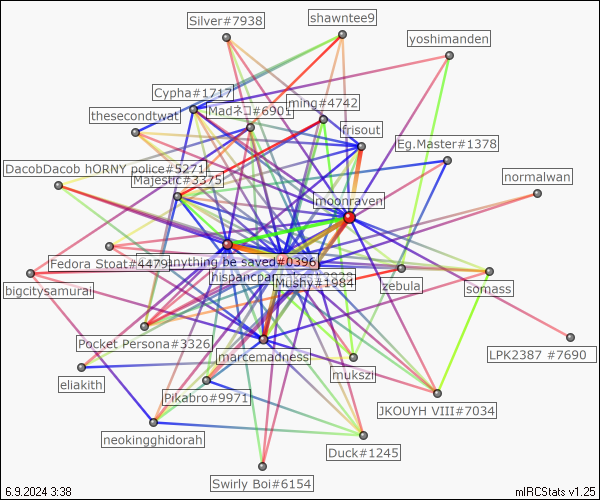 Silver#7938
shawntee9
yoshimanden
Cypha#1717
Madネコ#6901
ming#4742
thesecondtwat
frisout
Eg.Master#1378
DacobDacob hORNY police#5271
Majestic#3375
normalwan
moonraven
Fedora Stoat#4479
anything be saved#0396
bigcitysamurai
Mushy#1984
zebula
somass
Pocket Persona#3326
marcemadness
LPK2387 #7690
eliakith
mukszi
Pikabro#9971
JKOUYH VIII#7034
neokingghidorah
Duck#1245
Swirly Boi#6154
6.9.2024 3:38
mIRCStats v1.25